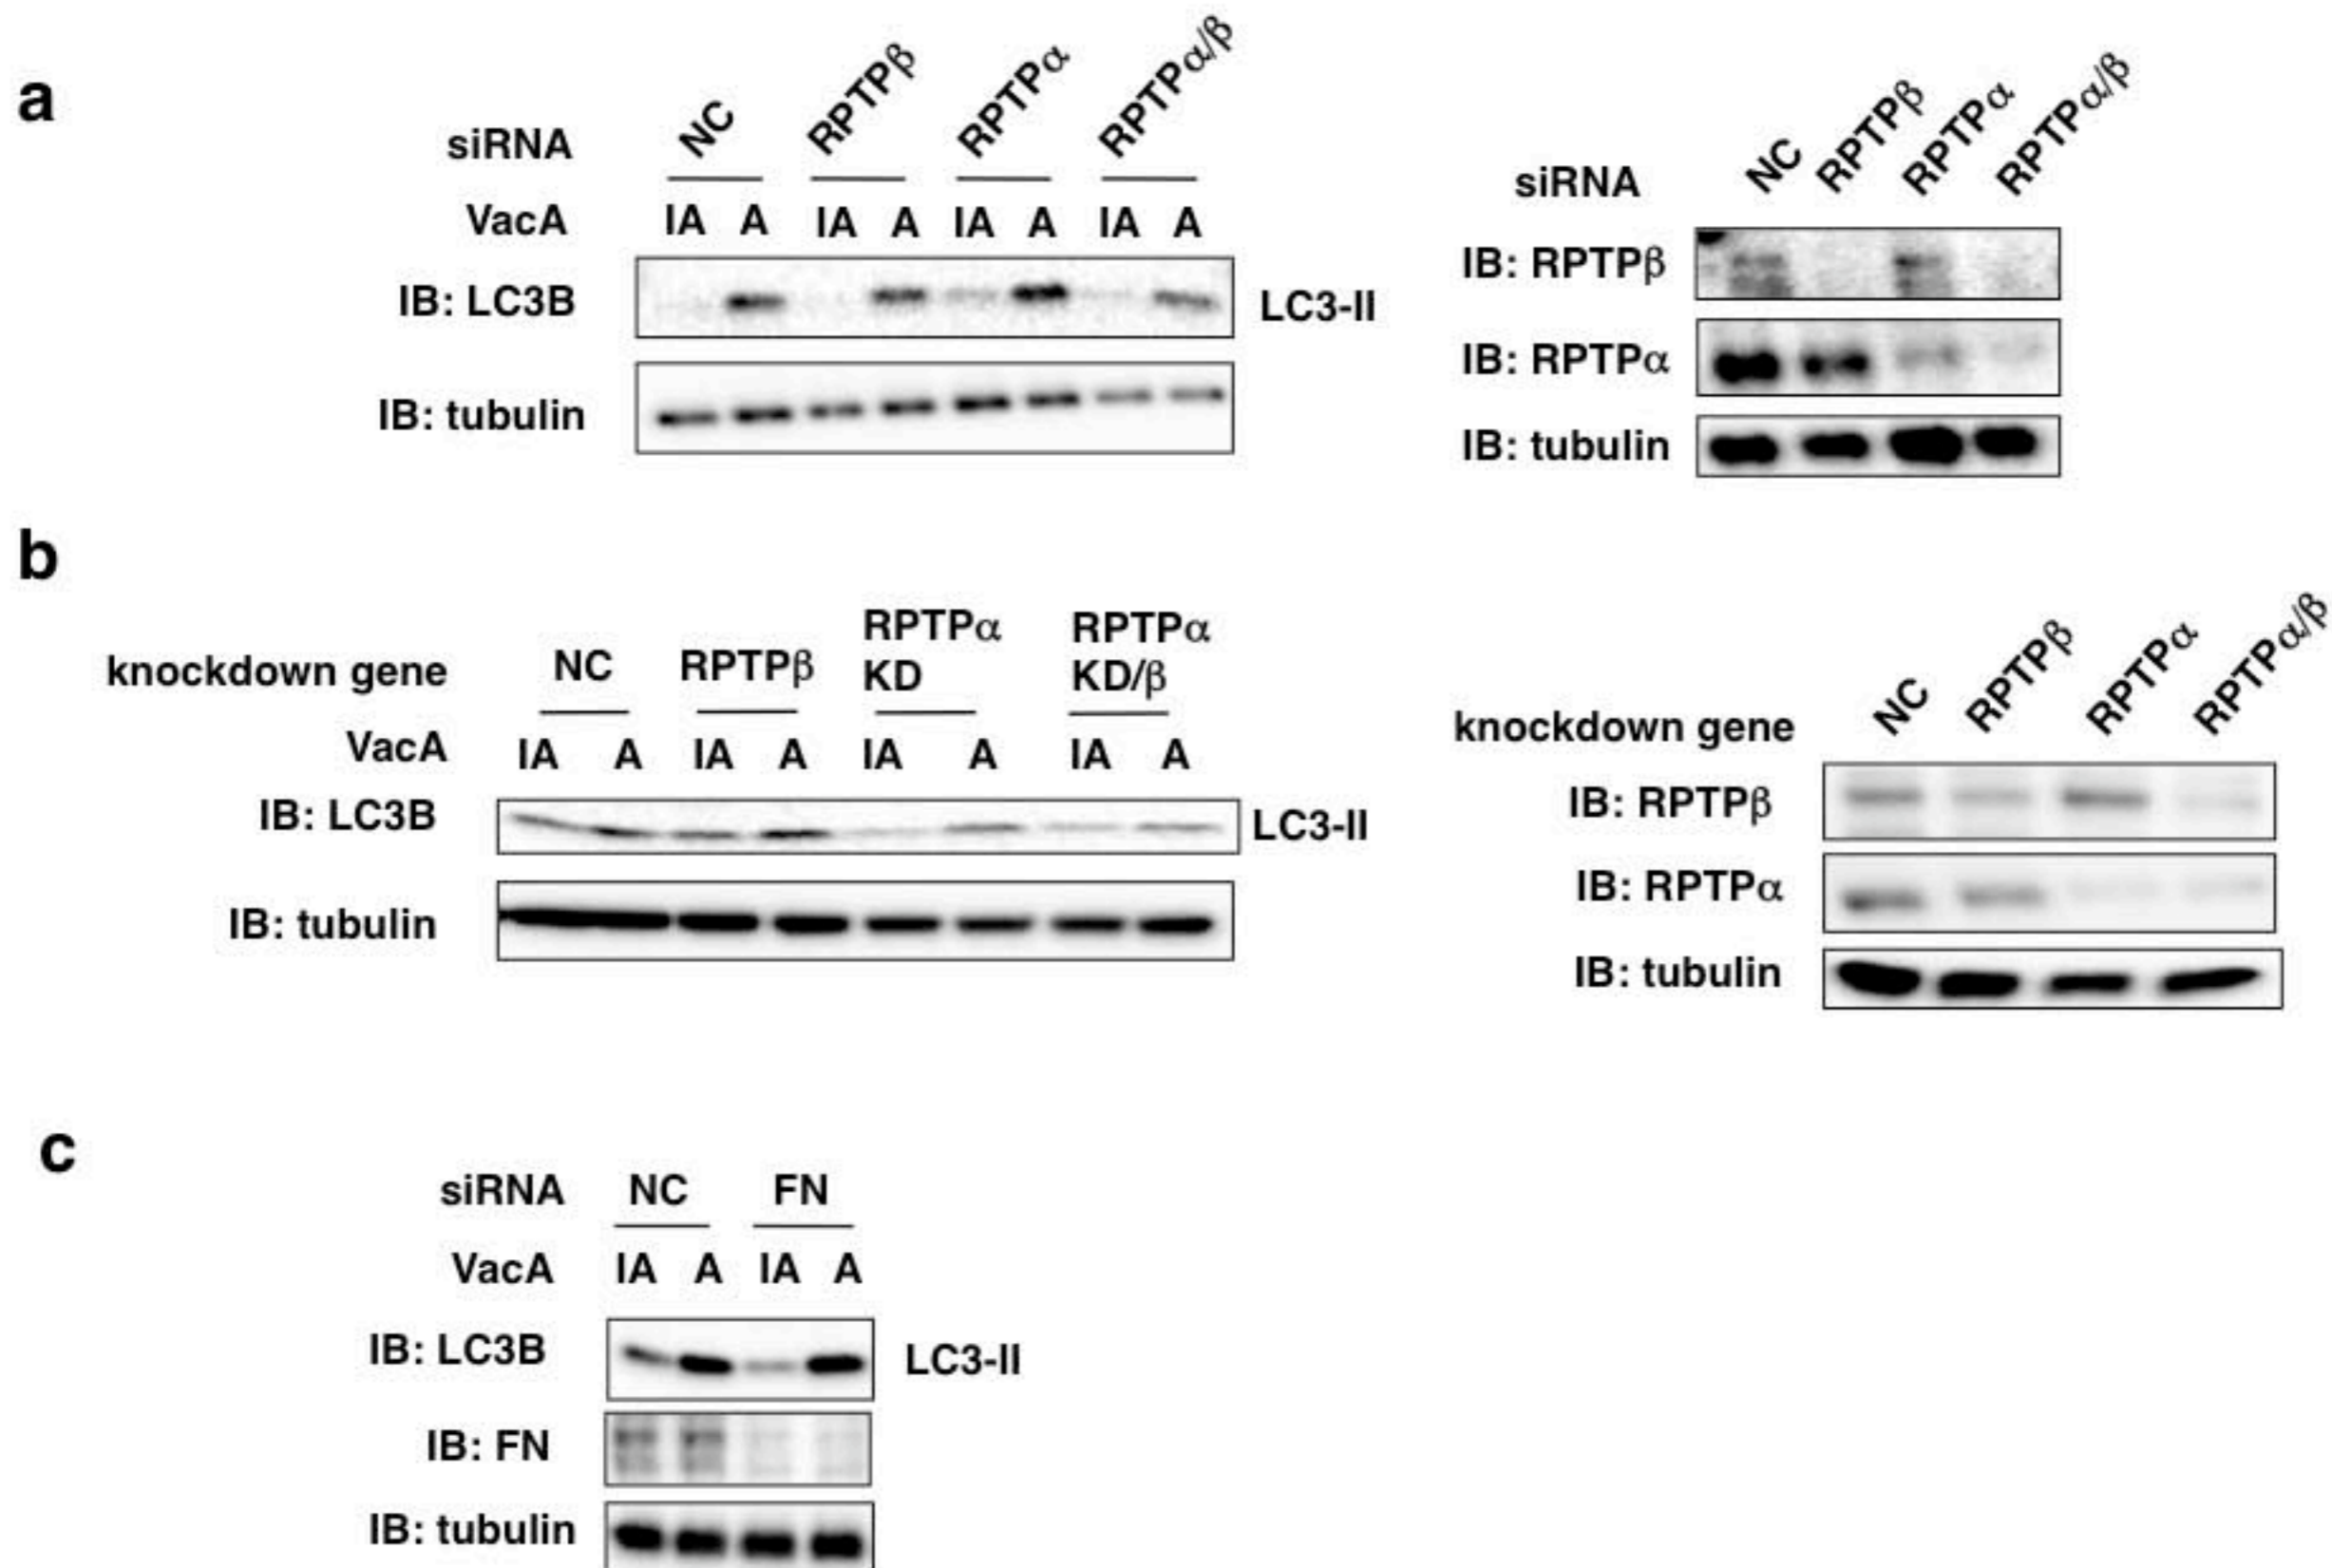 a
siRNA NC RPTPβ RPTPα RPTPα/β
VacA IA A IA A IA A IA A
IB: LC3B LC3-II
IB: tubulin
siRNA NC RPTPβ RPTPα RPTPα/β
IB: RPTPβ
IB: RPTPα
IB: tubulin
b
knockdown gene NC RPTPβ RPTPα KD RPTPα KD/β
VacA IA A IA A IA A IA A
IB: LC3B LC3-II
IB: tubulin
knockdown gene NC RPTPβ RPTPα RPTPα/β
IB: RPTPβ
IB: RPTPα
IB: tubulin
c
siRNA NC FN
VacA IA A IA A
IB: LC3B LC3-II
IB: FN
IB: tubulin